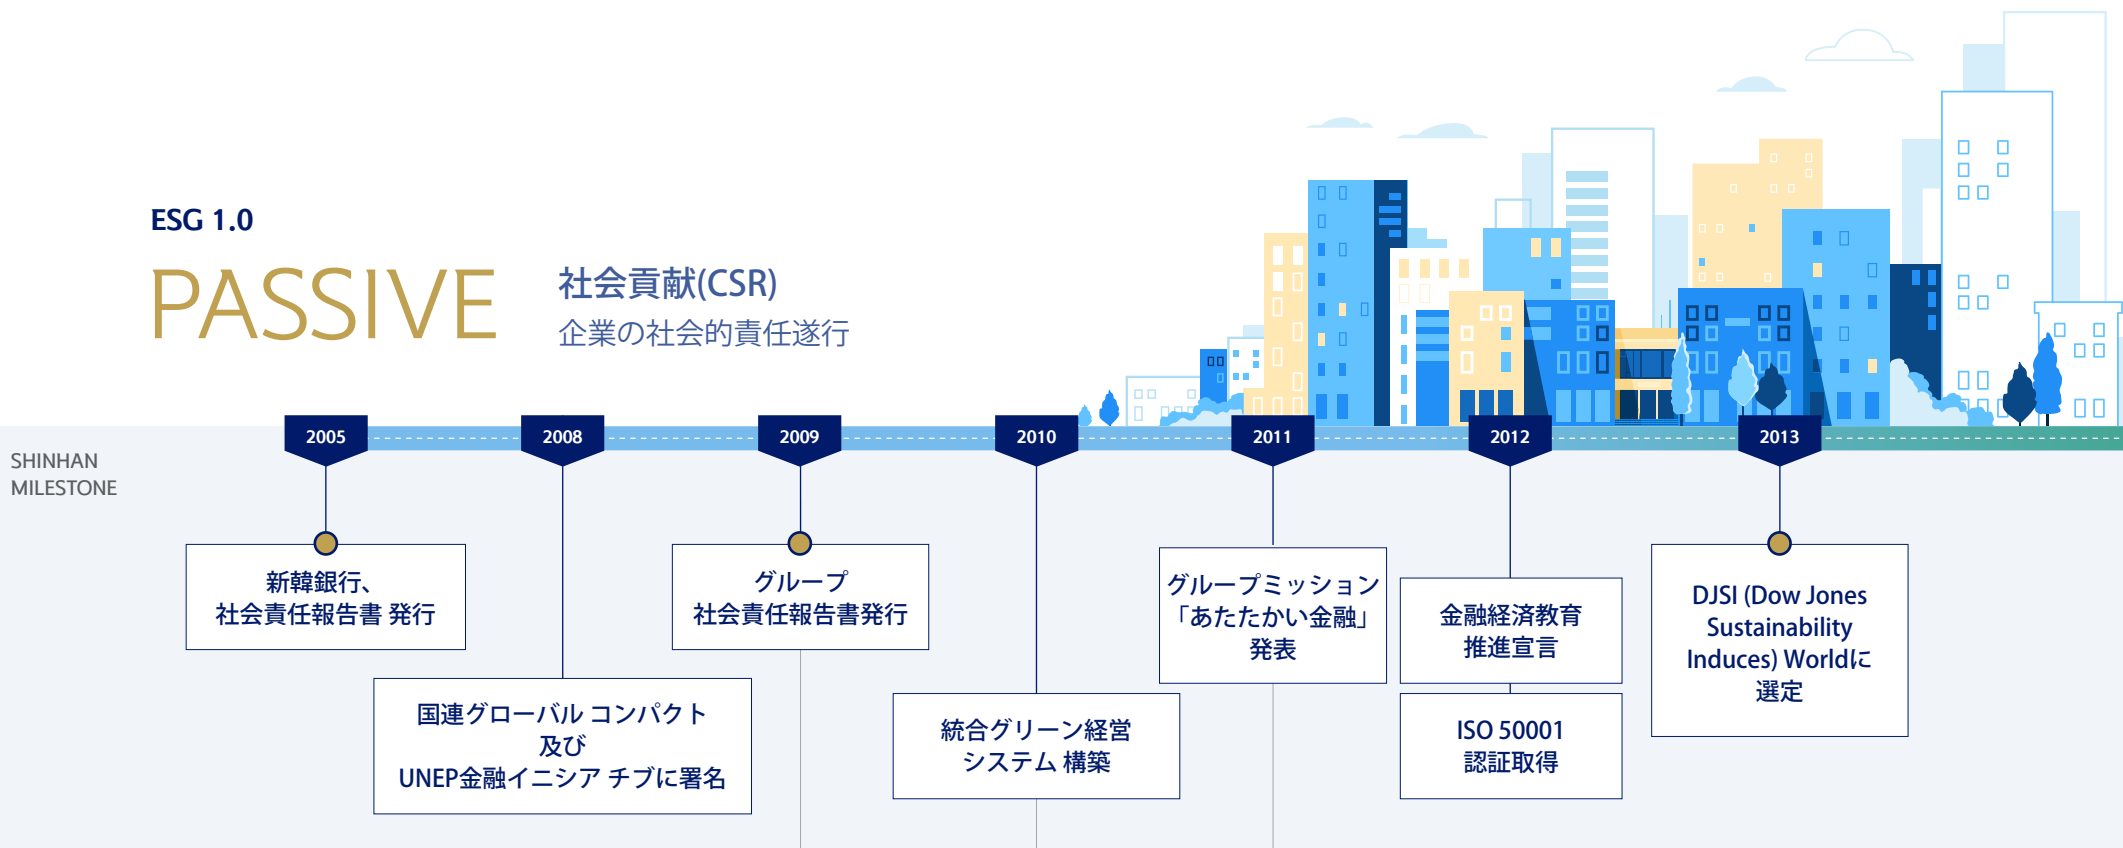 ESG 1.0
PASSIVE
社会貢献(CSR)
企業の社会的責任遂行
SHINHAN
MILESTONE
2005
2008
2009
2010
2011
2012
2013
新韓銀行、
社会責任報告書 発行
国連グローバル コンパクト
及び
UNEP金融イニシア チブに署名
グループ
社会責任報告書発行
統合グリーン経営
システム 構築
グループミッション
「あたたかい金融」
発表
金融経済教育
推進宣言
ISO 50001
認証取得
DJSI (Dow Jones
Sustainability
Induces) Worldに
選定